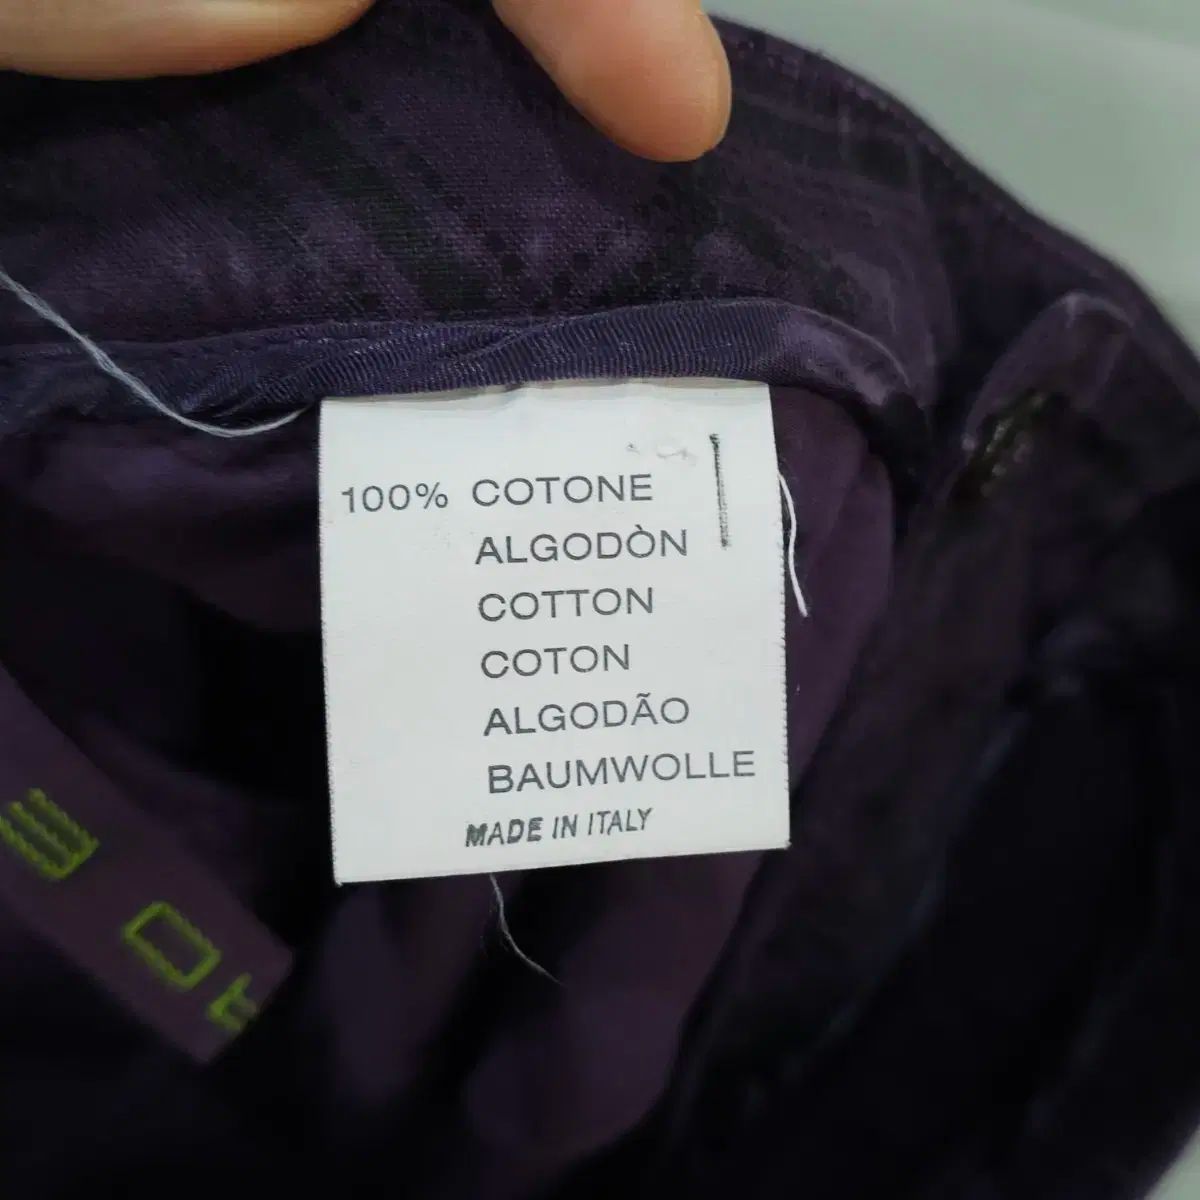 100% COTONE
ALGODÒN
COTTON
COTON
ALGODÃO
BAUMWOLLE
MADE IN ITALY